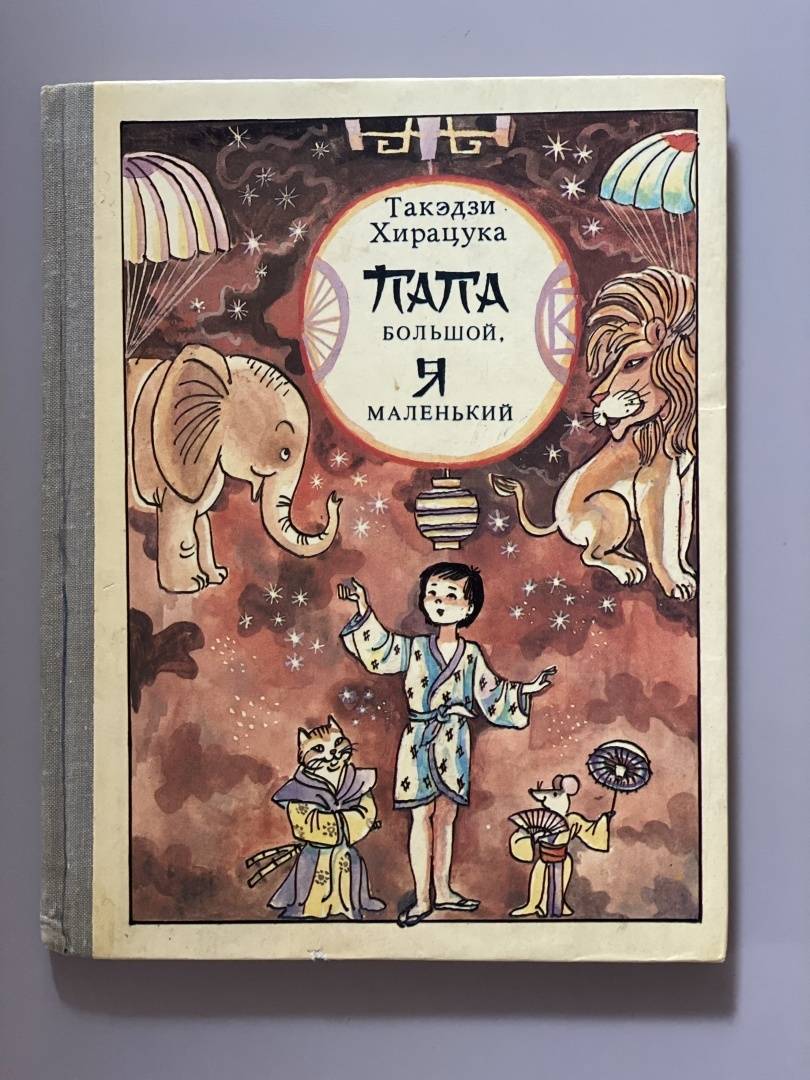 Такэдзи
Хирацука
ПАПА
БОЛЬШОЙ,
Я
МАЛЕНЬКИЙ